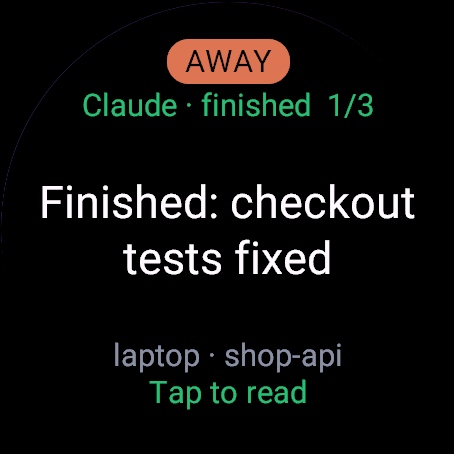 AWAY
Claude · finished 1/3
Finished: checkout
tests fixed
laptop · shop-api
Tap to read